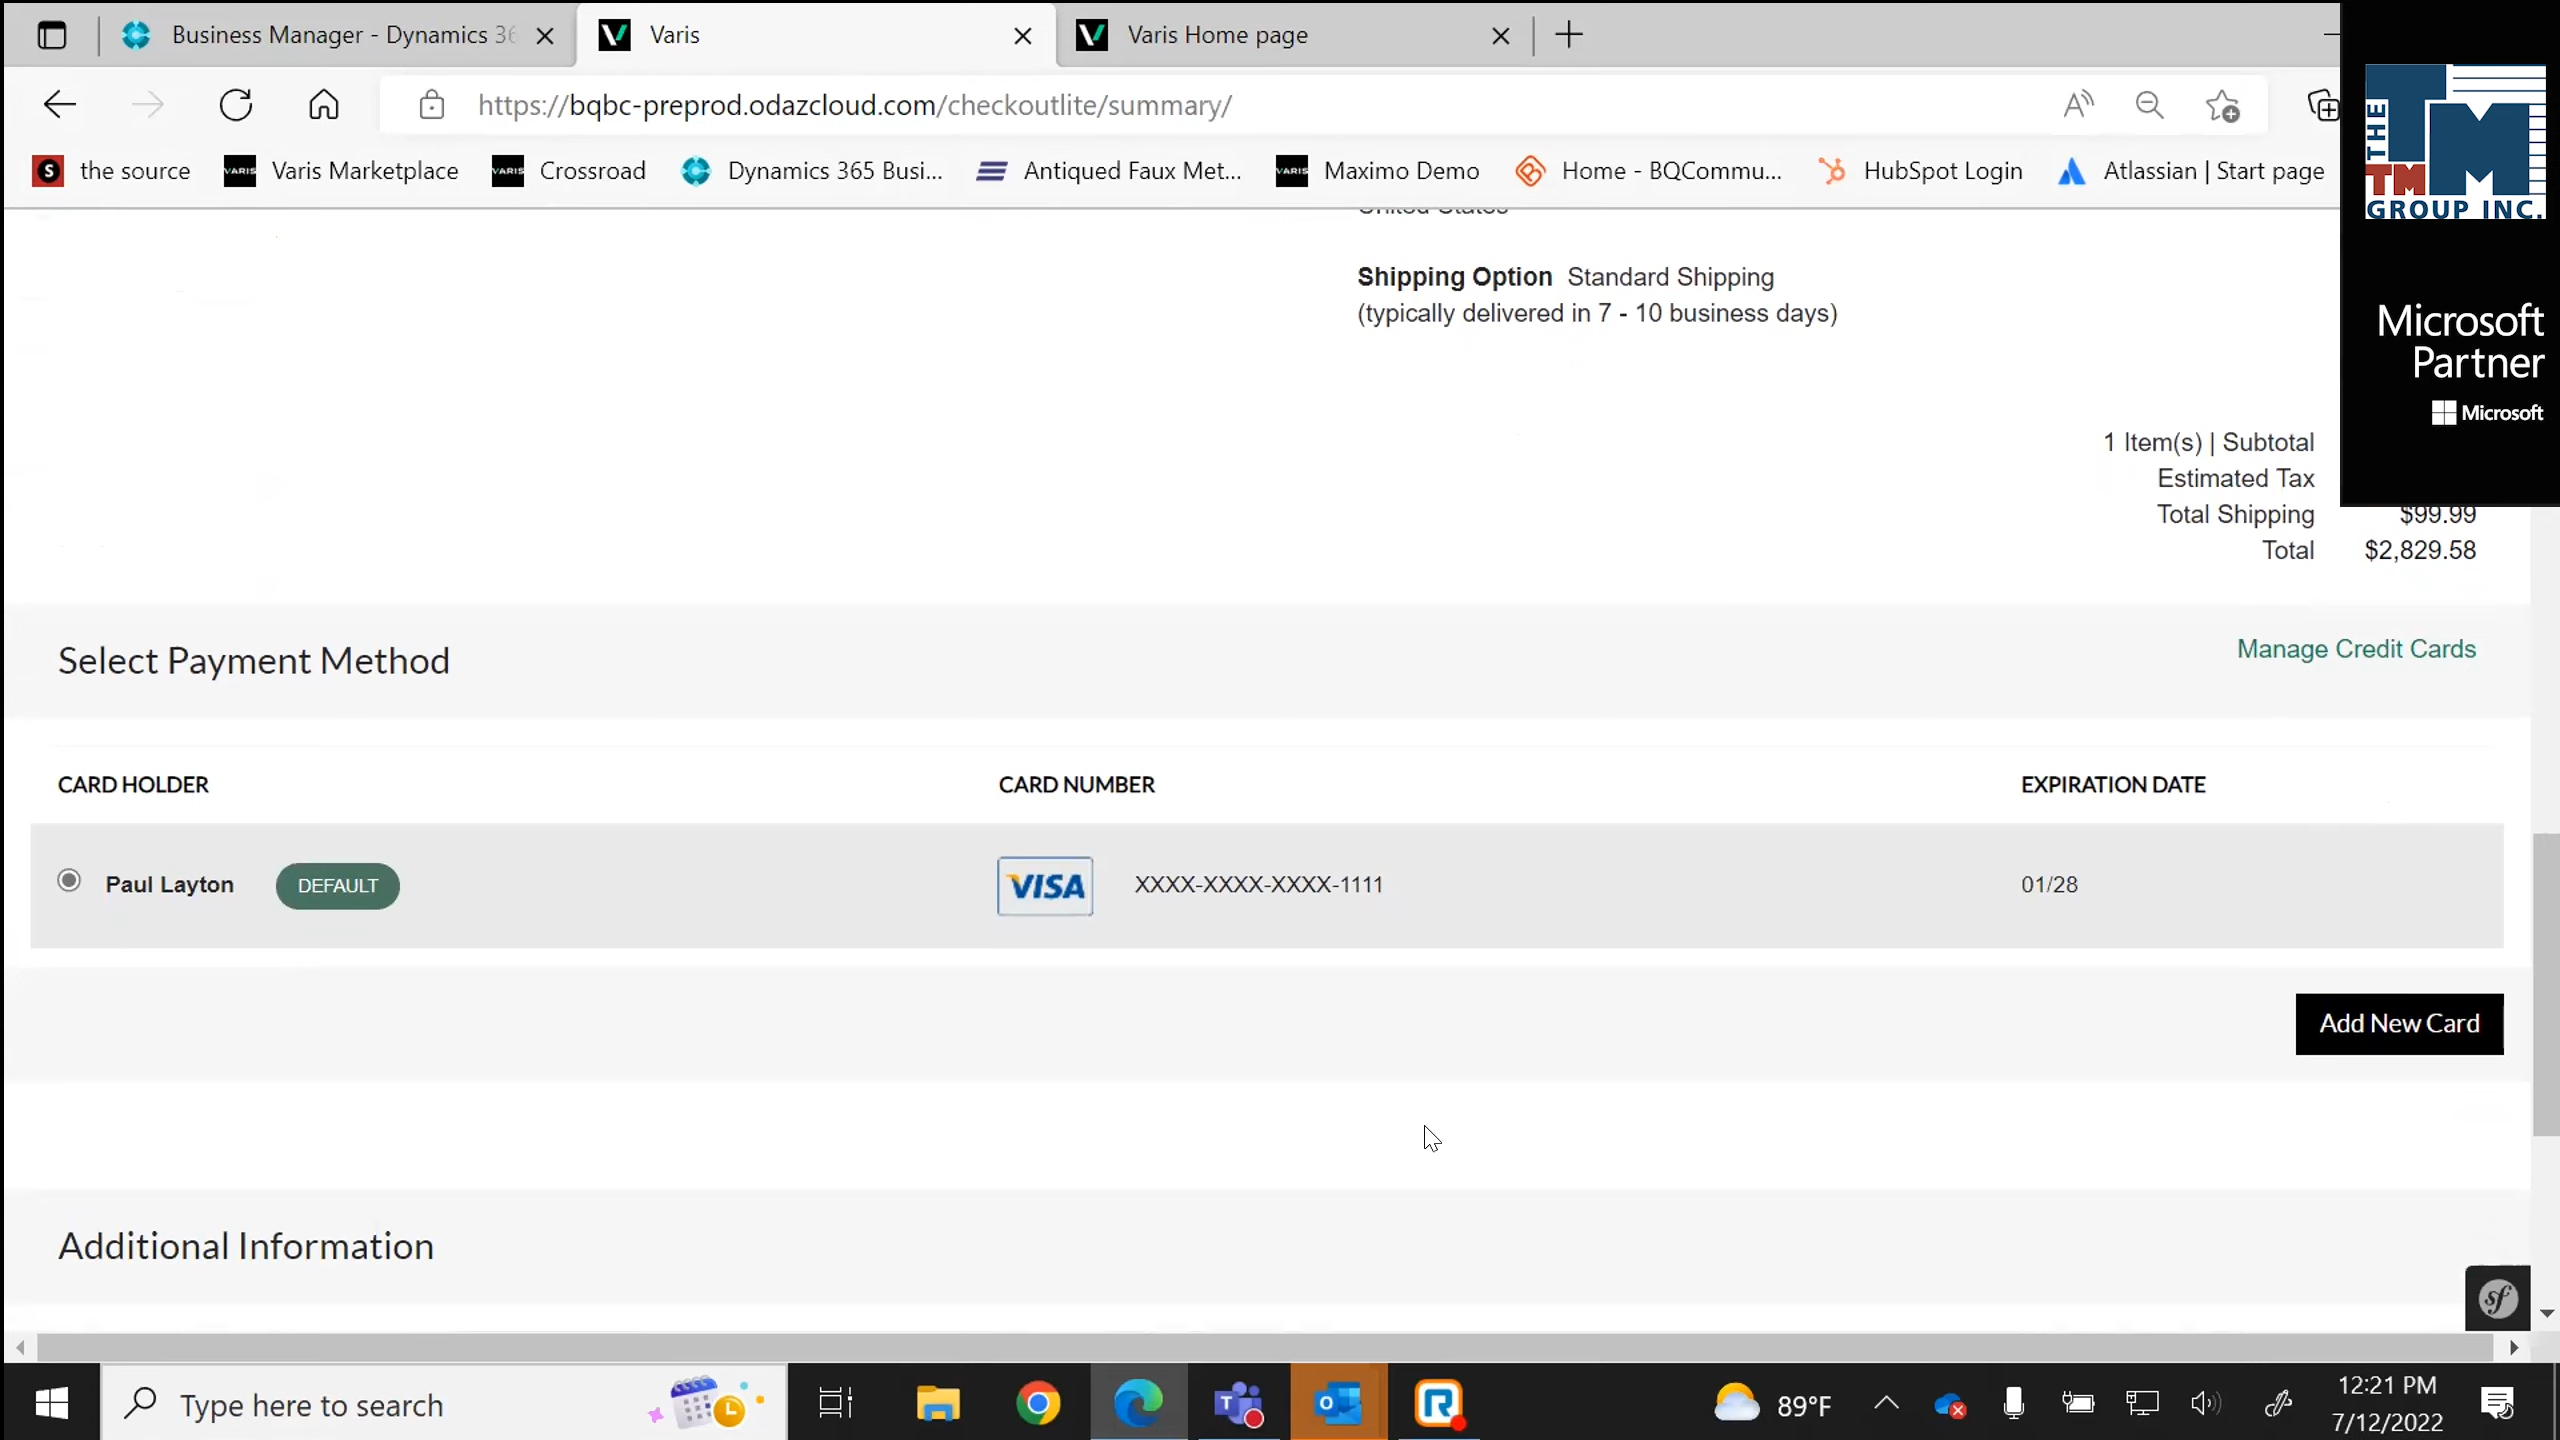 Business Manager - Dynamics 36
Varis
Varis Home page
https://bqbc-preprod.odazcloud.com/checkoutlite/summary/
the source
Varis Marketplace
Crossroad
Dynamics 365 Busi...
Antiqued Faux Met...
Maximo Demo
Home - BQCommu...
HubSpot Login
Atlassian | Start page
THE
TM
TM
GROUP INC.
Microsoft
Partner
Microsoft
United States
Shipping Option Standard Shipping
(typically delivered in 7 - 10 business days)
1 Item(s) | Subtotal
Estimated Tax
Total Shipping $99.99
Total $2,829.58
Select Payment Method
Manage Credit Cards
CARD HOLDER CARD NUMBER EXPIRATION DATE
Paul Layton DEFAULT VISA XXXX-XXXX-XXXX-1111 01/28
Add New Card
Additional Information
Type here to search
89°F
12:21 PM
7/12/2022